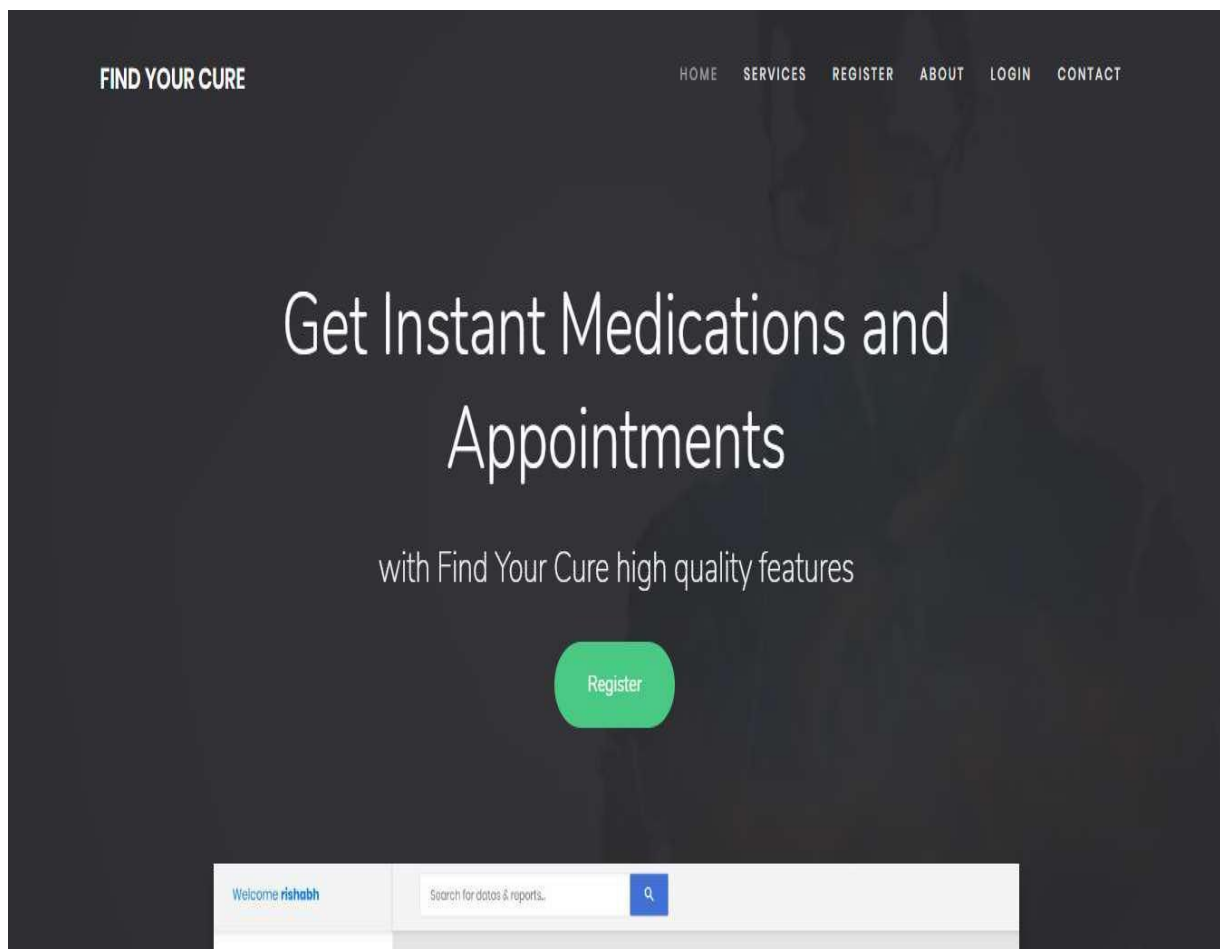 FIND YOUR CURE
HOME SERVICES REGISTER ABOUT LOGIN CONTACT
Get Instant Medications and
Appointments
with Find Your Cure high quality features
Register
Welcome rishabh
Search for datas & reports...